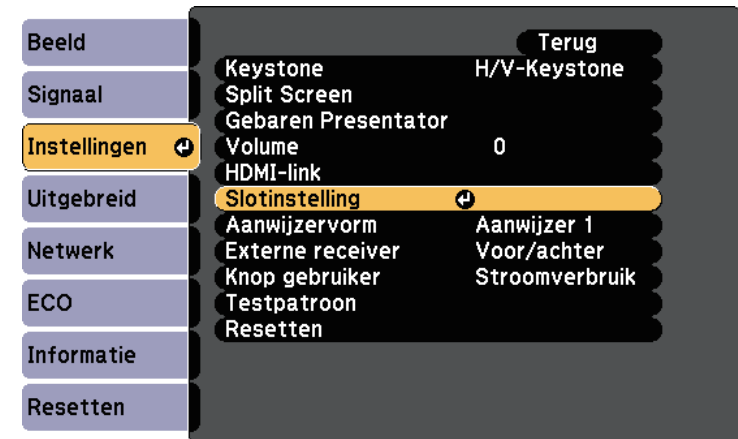 Beeld
Signaal
Instellingen
Uitgebreid
Netwerk
ECO
Informatie
Resetten
Terug
Keystone H/V-Keystone
Split Screen
Gebaren Presentator
Volume 0
HDMI-link
Slotinstelling
Aanwijzervorm Aanwijzer 1
Externe receiver Voor/achter
Knop gebruiker Stroomverbruik
Testpatroon
Resetten